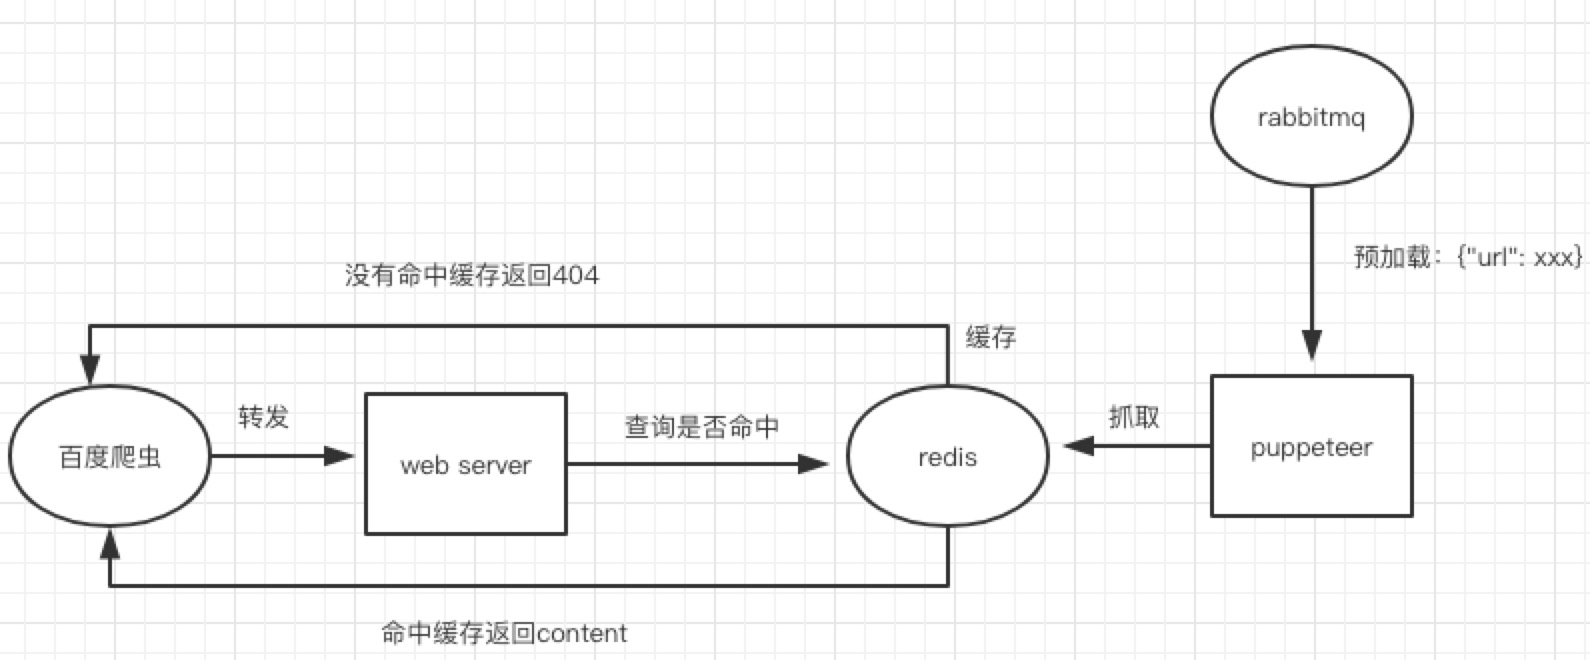 rabbitmq
预加载：{"url": xxx}
没有命中缓存返回404
缓存
百度爬虫
转发
web server
查询是否命中
redis
抓取
puppeteer
命中缓存返回content